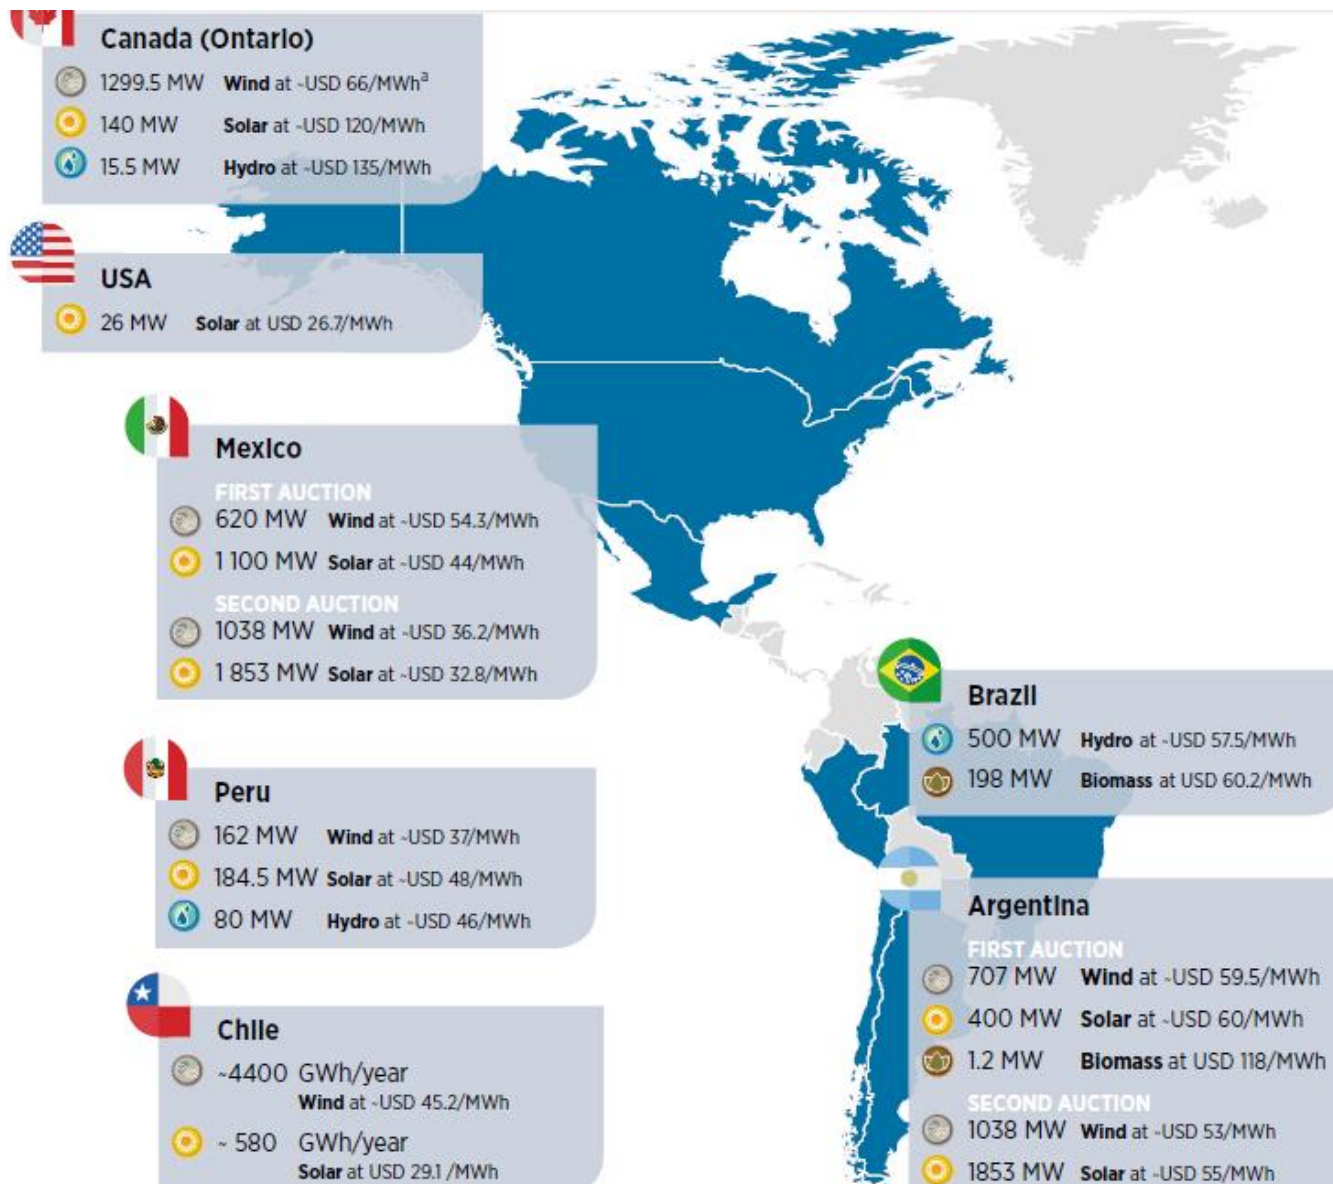 Canada (Ontario)
1299.5 MW Wind at ~USD 66/MWhᵃ
140 MW Solar at ~USD 120/MWh
15.5 MW Hydro at ~USD 135/MWh
USA
26 MW Solar at USD 26.7/MWh
Mexico
FIRST AUCTION
620 MW Wind at ~USD 54.3/MWh
1 100 MW Solar at ~USD 44/MWh
SECOND AUCTION
1038 MW Wind at ~USD 36.2/MWh
1 853 MW Solar at ~USD 32.8/MWh
Peru
162 MW Wind at ~USD 37/MWh
184.5 MW Solar at ~USD 48/MWh
80 MW Hydro at ~USD 46/MWh
Chile
~4400 GWh/year
Wind at ~USD 45.2/MWh
~ 580 GWh/year
Solar at USD 29.1 /MWh
Brazil
500 MW Hydro at ~USD 57.5/MWh
198 MW Biomass at USD 60.2/MWh
Argentina
FIRST AUCTION
707 MW Wind at ~USD 59.5/MWh
400 MW Solar at ~USD 60/MWh
1.2 MW Biomass at USD 118/MWh
SECOND AUCTION
1038 MW Wind at ~USD 53/MWh
1853 MW Solar at ~USD 55/MWh